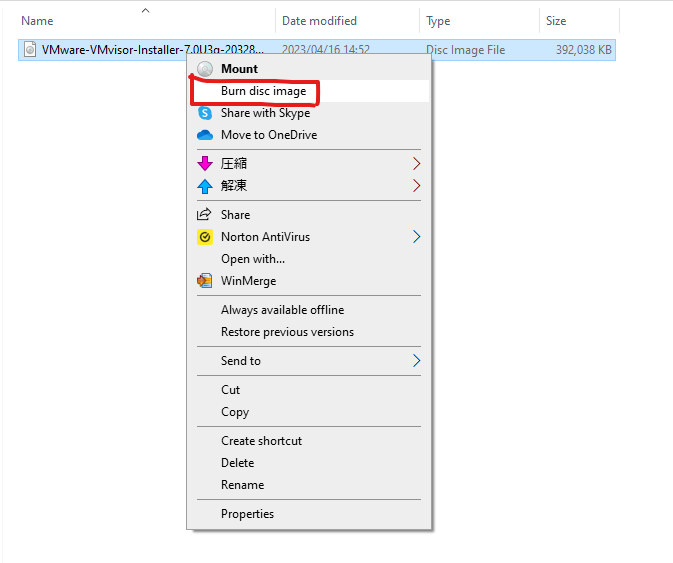 Name Date modified Type Size
VMware-VMvisor-Installer-7.0U3g-20328... 2023/04/16 14:52 Disc Image File 392,038 KB
Mount
Burn disc image
Share with Skype
Move to OneDrive
圧縮
解凍
Share
Norton AntiVirus
Open with...
WinMerge
Always available offline
Restore previous versions
Send to
Cut
Copy
Create shortcut
Delete
Rename
Properties